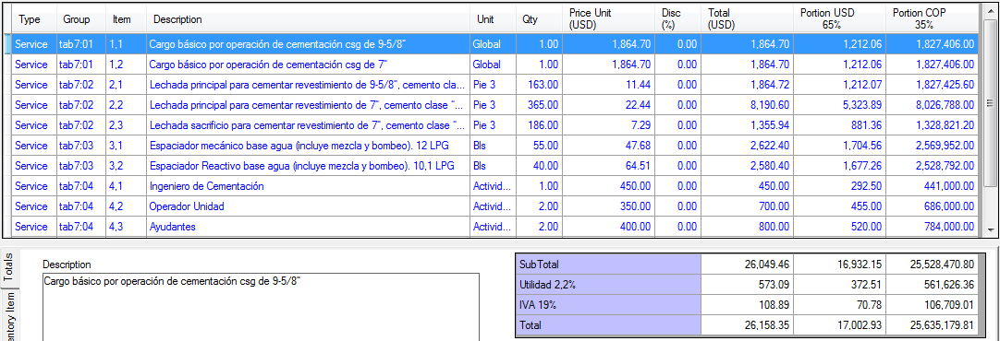 Type Group Item Description Unit Qty Price Unit (USD) Disc (%) Total (USD) Portion USD 65% Portion COP 35%
Service tab7:01 1,1 Cargo básico por operación de cementación csg de 9-5/8" Global 1.00 1,864.70 0.00 1,864.70 1,212.06 1,827,406.00
Service tab7:01 1,2 Cargo básico por operación de cementación csg de 7" Global 1.00 1,864.70 0.00 1,864.70 1,212.06 1,827,406.00
Service tab7:02 2,1 Lechada principal para cementar revestimiento de 9-5/8", cemento cla... Pie 3 163.00 11.44 0.00 1,864.72 1,212.07 1,827,425.60
Service tab7:02 2,2 Lechada principal para cementar revestimiento de 7", cemento clase "... Pie 3 365.00 22.44 0.00 8,190.60 5,323.89 8,026,788.00
Service tab7:02 2,3 Lechada sacrificio para cementar revestimiento de 7", cemento clase "... Pie 3 186.00 7.29 0.00 1,355.94 881.36 1,328,821.20
Service tab7:03 3,1 Espaciador mecánico base agua (incluye mezcla y bombeo). 12 LPG Bls 55.00 47.68 0.00 2,622.40 1,704.56 2,569,952.00
Service tab7:03 3,2 Espaciador Reactivo base agua (incluye mezcla y bombeo). 10,1 LPG Bls 40.00 64.51 0.00 2,580.40 1,677.26 2,528,792.00
Service tab7:04 4,1 Ingeniero de Cementación Activid... 1.00 450.00 0.00 450.00 292.50 441,000.00
Service tab7:04 4,2 Operador Unidad Activid... 2.00 350.00 0.00 700.00 455.00 686,000.00
Service tab7:04 4,3 Ayudantes Activid... 2.00 400.00 0.00 800.00 520.00 784,000.00
Totals
entory Item
Description
Cargo básico por operación de cementación csg de 9-5/8"
SubTotal 26,049.46 16,932.15 25,528,470.80
Utilidad 2,2% 573.09 372.51 561,626.36
IVA 19% 108.89 70.78 106,709.01
Total 26,158.35 17,002.93 25,635,179.81